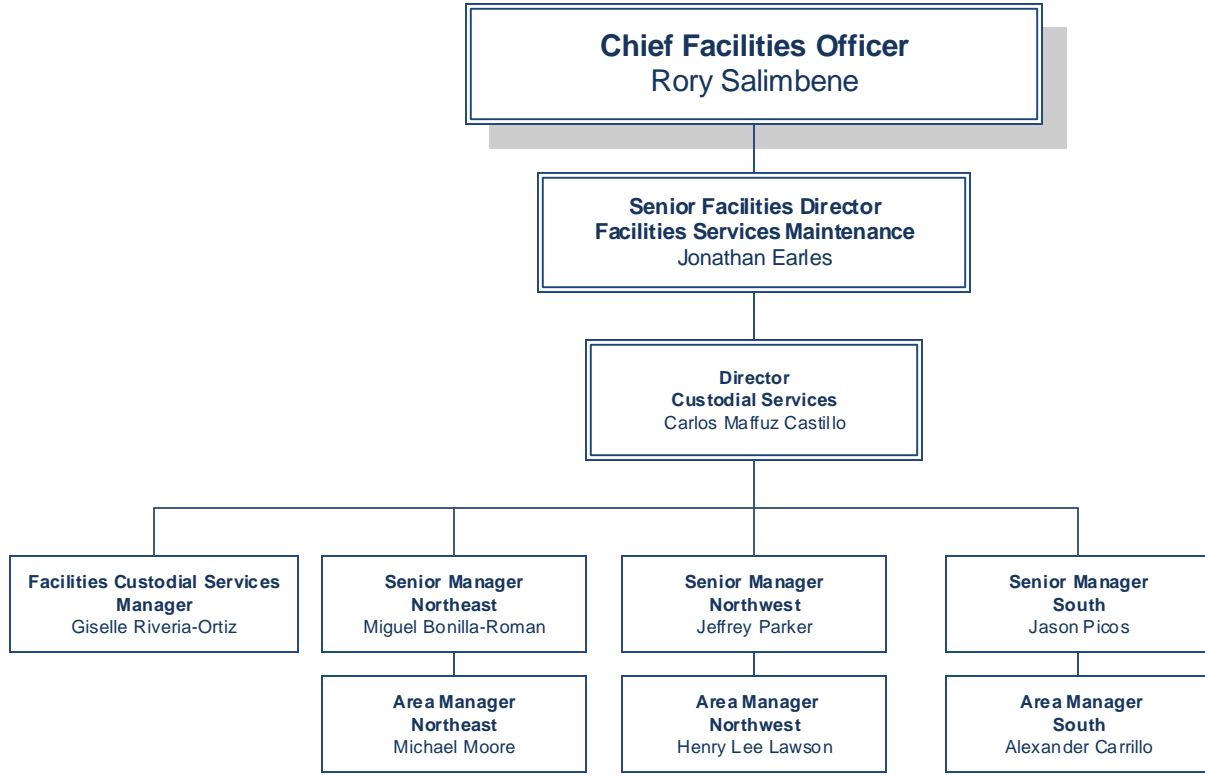 Chief Facilities Officer
Rory Salimbene
Senior Facilities Director
Facilities Services Maintenance
Jonathan Earles
Director
Custodial Services
Carlos Maffuz Castillo
Facilities Custodial Services
Manager
Giselle Riveria-Ortiz
Senior Manager
Northeast
Miguel Bonilla-Roman
Senior Manager
Northwest
Jeffrey Parker
Senior Manager
South
Jason Picos
Area Manager
Northeast
Michael Moore
Area Manager
Northwest
Henry Lee Lawson
Area Manager
South
Alexander Carrillo